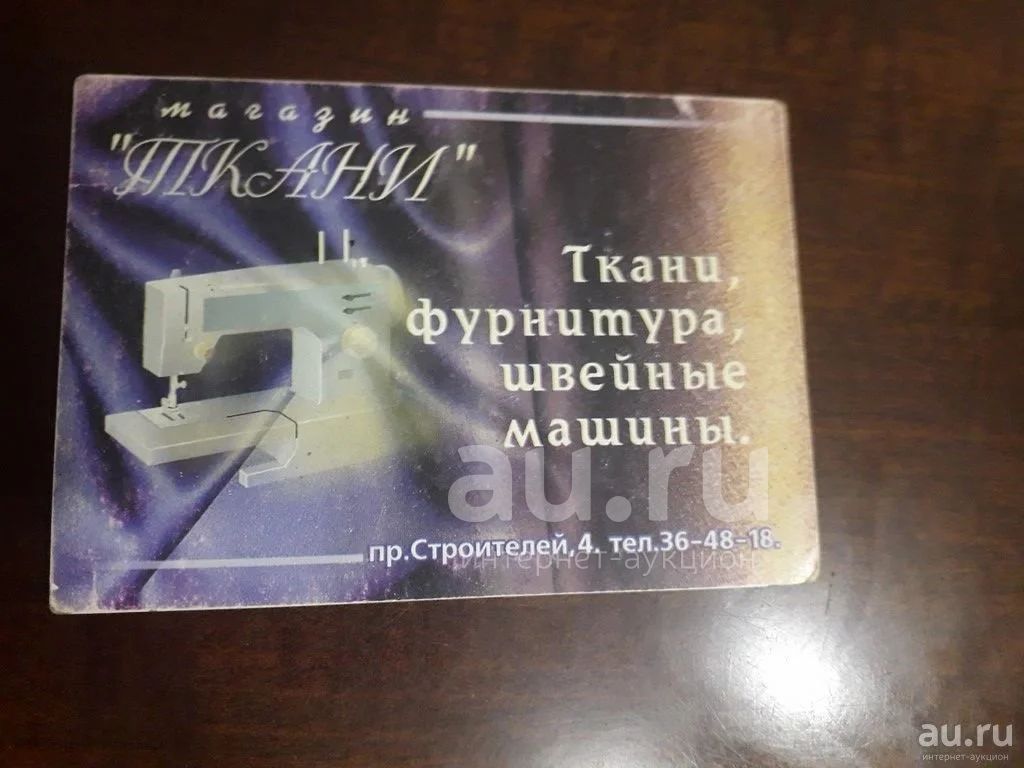 магазин
"ТКАНИ"
Ткани,
фурнитура,
швейные
машины.
au.ru
пр.Строителей,4. тел.36-48-18.
интернет-аукцион
au.ru
интернет-аукцион